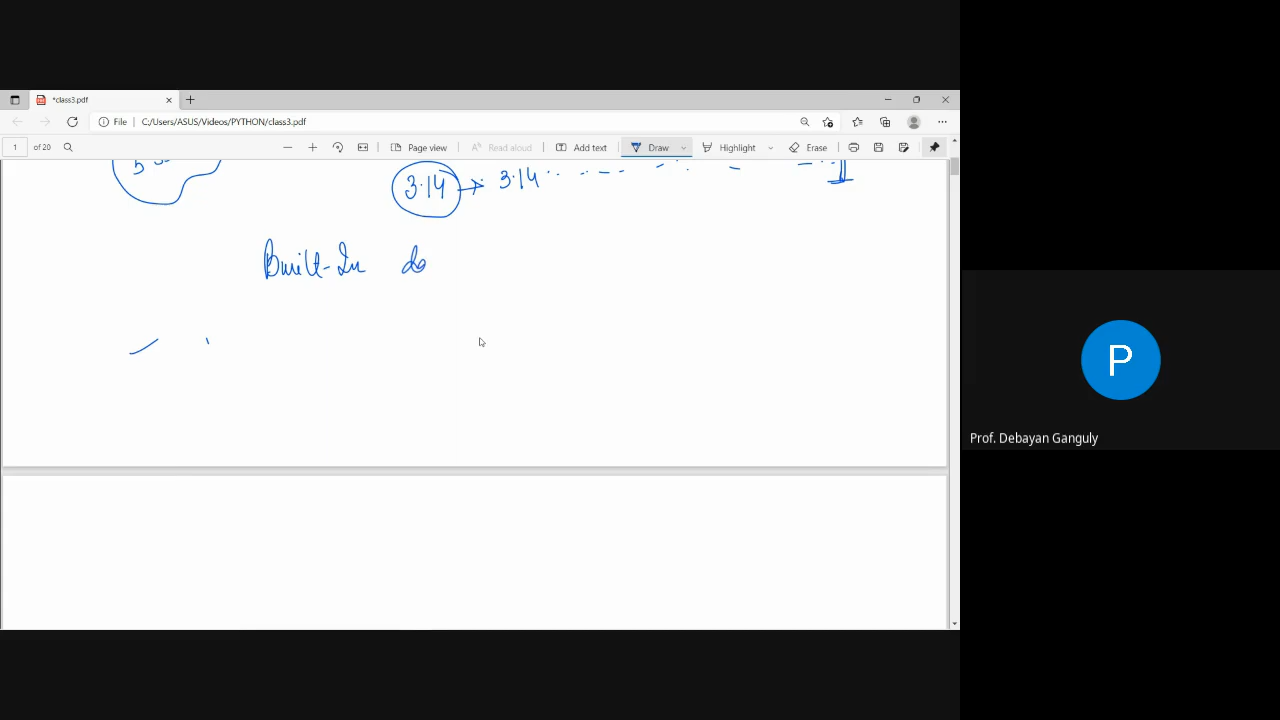 *class3.pdf
File C:/Users/ASUS/Videos/PYTHON/class3.pdf
1 of 20 Page view Read aloud Add text Draw Highlight Erase
3.14 → 3.14
Built-In da
P
Prof. Debayan Ganguly